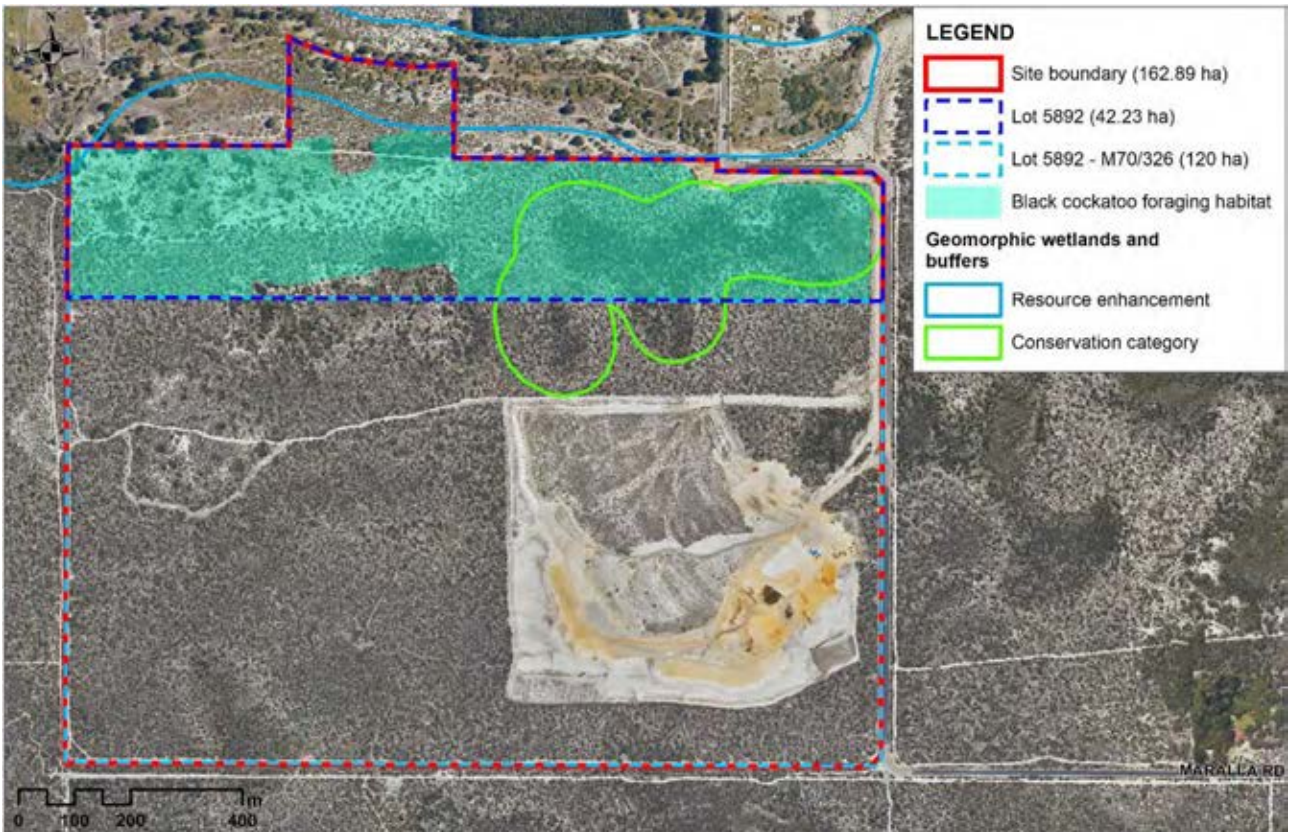 LEGEND
Site boundary (162.89 ha)
Lot 5892 (42.23 ha)
Lot 5892 - M70/326 (120 ha)
Black cockatoo foraging habitat
Geomorphic wetlands and
buffers
Resource enhancement
Conservation category
MARALLA RD
m
0 100 200 400